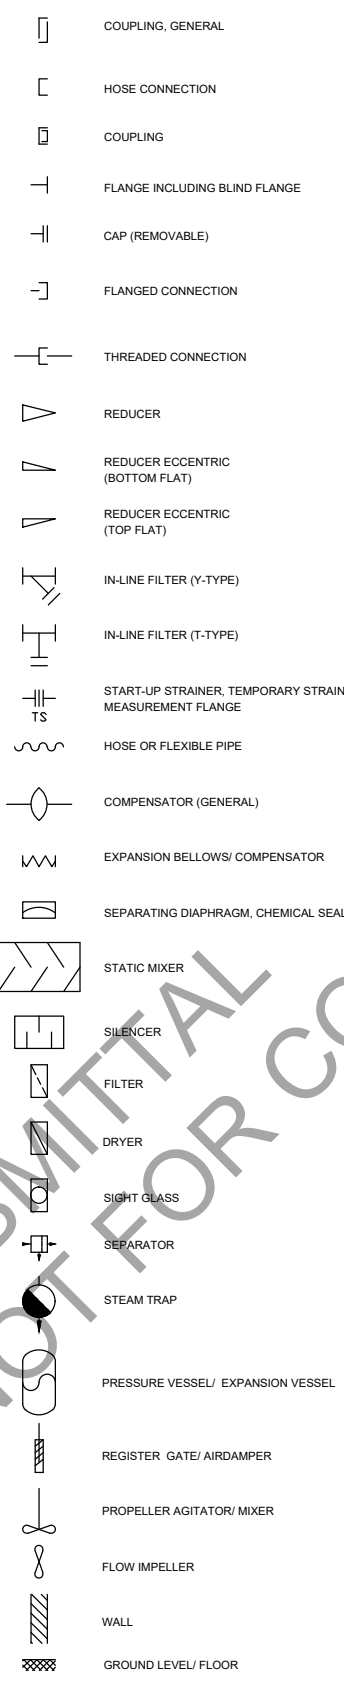 COUPLING, GENERAL
HOSE CONNECTION
COUPLING
FLANGE INCLUDING BLIND FLANGE
CAP (REMOVABLE)
FLANGED CONNECTION
THREADED CONNECTION
REDUCER
REDUCER ECCENTRIC
(BOTTOM FLAT)
REDUCER ECCENTRIC
(TOP FLAT)
IN-LINE FILTER (Y-TYPE)
IN-LINE FILTER (T-TYPE)
START-UP STRAINER, TEMPORARY STRAIN
MEASUREMENT FLANGE
TS
HOSE OR FLEXIBLE PIPE
COMPENSATOR (GENERAL)
EXPANSION BELLOWS/ COMPENSATOR
SEPARATING DIAPHRAGM, CHEMICAL SEAL
STATIC MIXER
SILENCER
FILTER
DRYER
SIGHT GLASS
SEPARATOR
STEAM TRAP
PRESSURE VESSEL/ EXPANSION VESSEL
REGISTER GATE/ AIRDAMPER
PROPELLER AGITATOR/ MIXER
FLOW IMPELLER
WALL
GROUND LEVEL/ FLOOR
BMITTAL
NOT FOR CO